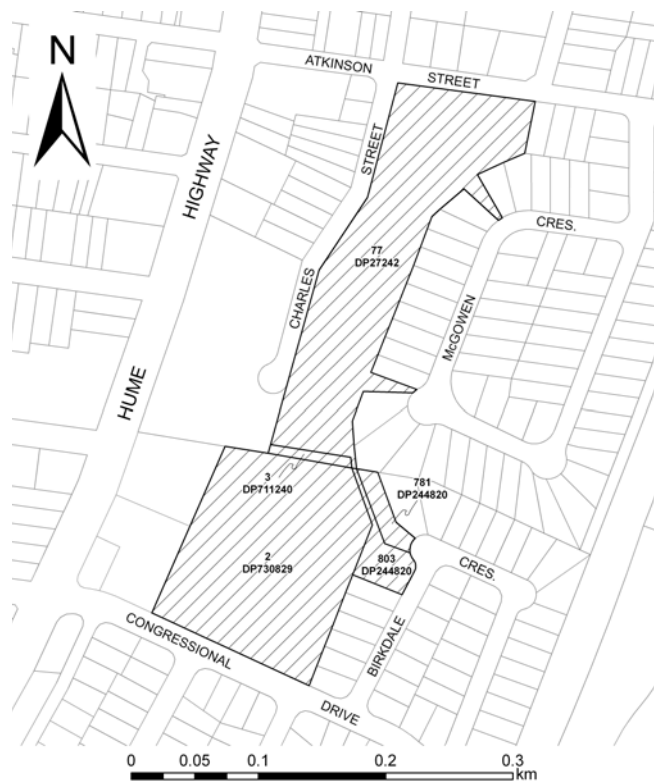 N
ATKINSON STREET
HIGHWAY
STREET
CRES.
77
DP27242
CHARLES
McGOWEN
HUME
3
DP711240
781
DP244820
2
DP730829
803
DP244820
CRES.
BIRKDALE
CONGRESSIONAL
DRIVE
0 0.05 0.1 0.2 0.3
km